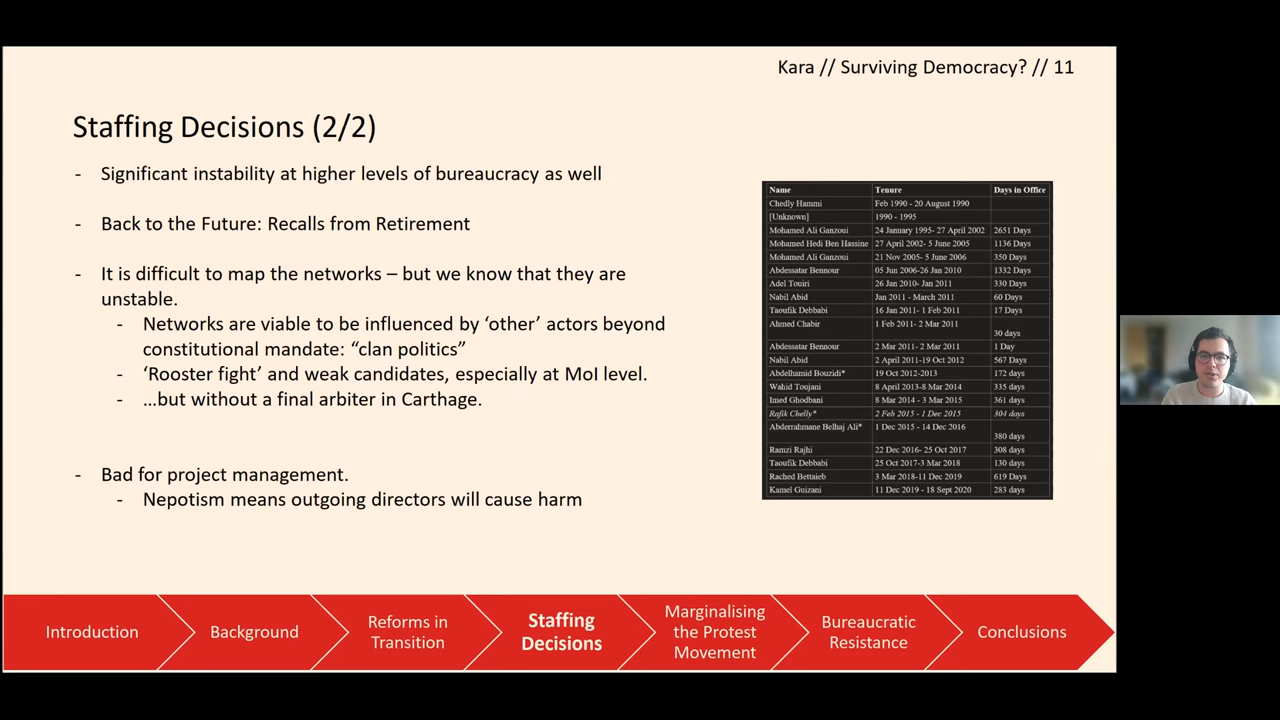 Kara // Surviving Democracy? // 11
Staffing Decisions (2/2)
- Significant instability at higher levels of bureaucracy as well
- Back to the Future: Recalls from Retirement
- It is difficult to map the networks – but we know that they are
unstable.
- Networks are viable to be influenced by ‘other’ actors beyond
constitutional mandate: “clan politics”
- ‘Rooster fight’ and weak candidates, especially at MoI level.
- …but without a final arbiter in Carthage.
- Bad for project management.
- Nepotism means outgoing directors will cause harm
Name Tenure Days in Office
Chedly Hammi Feb 1990 - 20 August 1990
[Unknown] 1990 - 1995
Mohamed Ali Ganzoui 24 January 1995- 27 April 2002 2651 Days
Mohamed Hedi Ben Hassine 27 April 2002- 5 June 2005 1136 Days
Mohamed Ali Ganzoui 21 Nov 2005- 5 June 2006 350 Days
Abdessatar Bennour 05 Jun 2006-26 Jan 2010 1332 Days
Adel Touiri 26 Jan 2010- Jan 2011 330 Days
Nabil Abid Jan 2011 - March 2011 60 Days
Taoufik Debbabi 16 Jan 2011- 1 Feb 2011 17 Days
Ahmed Chabir 1 Feb 2011- 2 Mar 2011 30 days
Abdessatar Bennour 2 Mar 2011- 2 Mar 2011 1 Day
Nabil Abid 2 April 2011-19 Oct 2012 567 Days
Abdelhamid Bouzidi* 19 Oct 2012-2013 172 days
Wahid Toujani 8 April 2013-8 Mar 2014 335 days
Imed Ghodbani 8 Mar 2014 - 3 Mar 2015 361 days
Rafik Chelly* 2 Feb 2015 - 1 Dec 2015 304 days
Abderrahmane Belhaj Ali* 1 Dec 2015 - 14 Dec 2016 380 days
Ramzi Rajhi 22 Dec 2016- 25 Oct 2017 308 days
Taoufik Debbabi 25 Oct 2017-3 Mar 2018 130 days
Rached Bettaieb 3 Mar 2018-11 Dec 2019 619 Days
Kamel Guizani 11 Dec 2019 - 18 Sept 2020 283 days
Introduction
Background
Reforms in
Transition
Staffing
Decisions
Marginalising
the Protest
Movement
Bureaucratic
Resistance
Conclusions